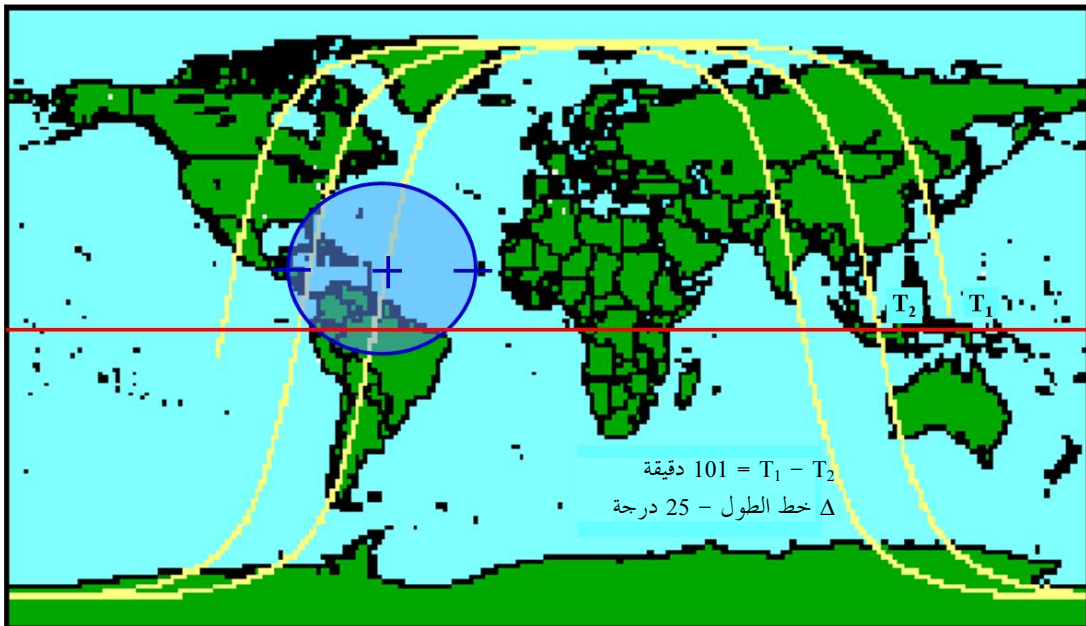 T₂ T₁
T₁ – T₂ = 101 دقيقة
Δ خط الطول – 25 درجة